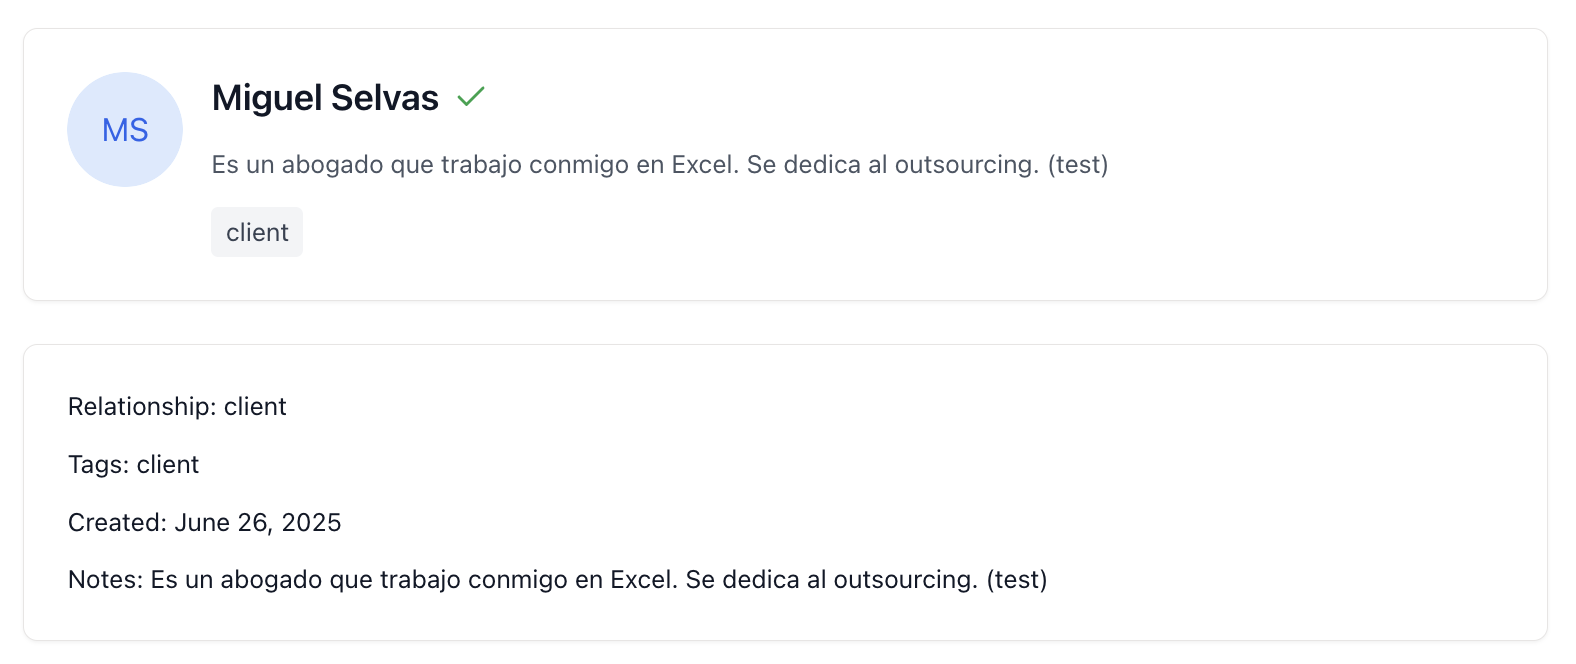 MS
Miguel Selvas
Es un abogado que trabajo conmigo en Excel. Se dedica al outsourcing. (test)
client
Relationship: client
Tags: client
Created: June 26, 2025
Notes: Es un abogado que trabajo conmigo en Excel. Se dedica al outsourcing. (test)